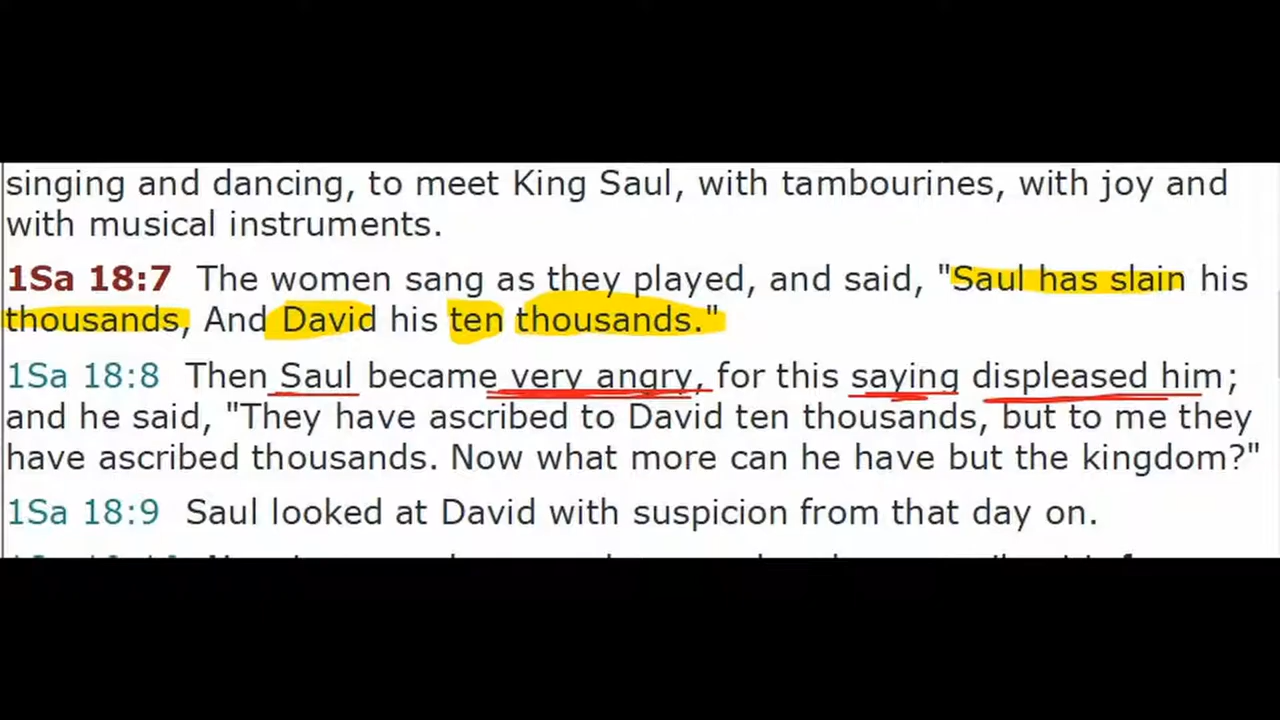 singing and dancing, to meet King Saul, with tambourines, with joy and
with musical instruments.
1Sa 18:7 The women sang as they played, and said, "Saul has slain his
thousands, And David his ten thousands."
1Sa 18:8 Then Saul became very angry, for this saying displeased him;
and he said, "They have ascribed to David ten thousands, but to me they
have ascribed thousands. Now what more can he have but the kingdom?"
1Sa 18:9 Saul looked at David with suspicion from that day on.